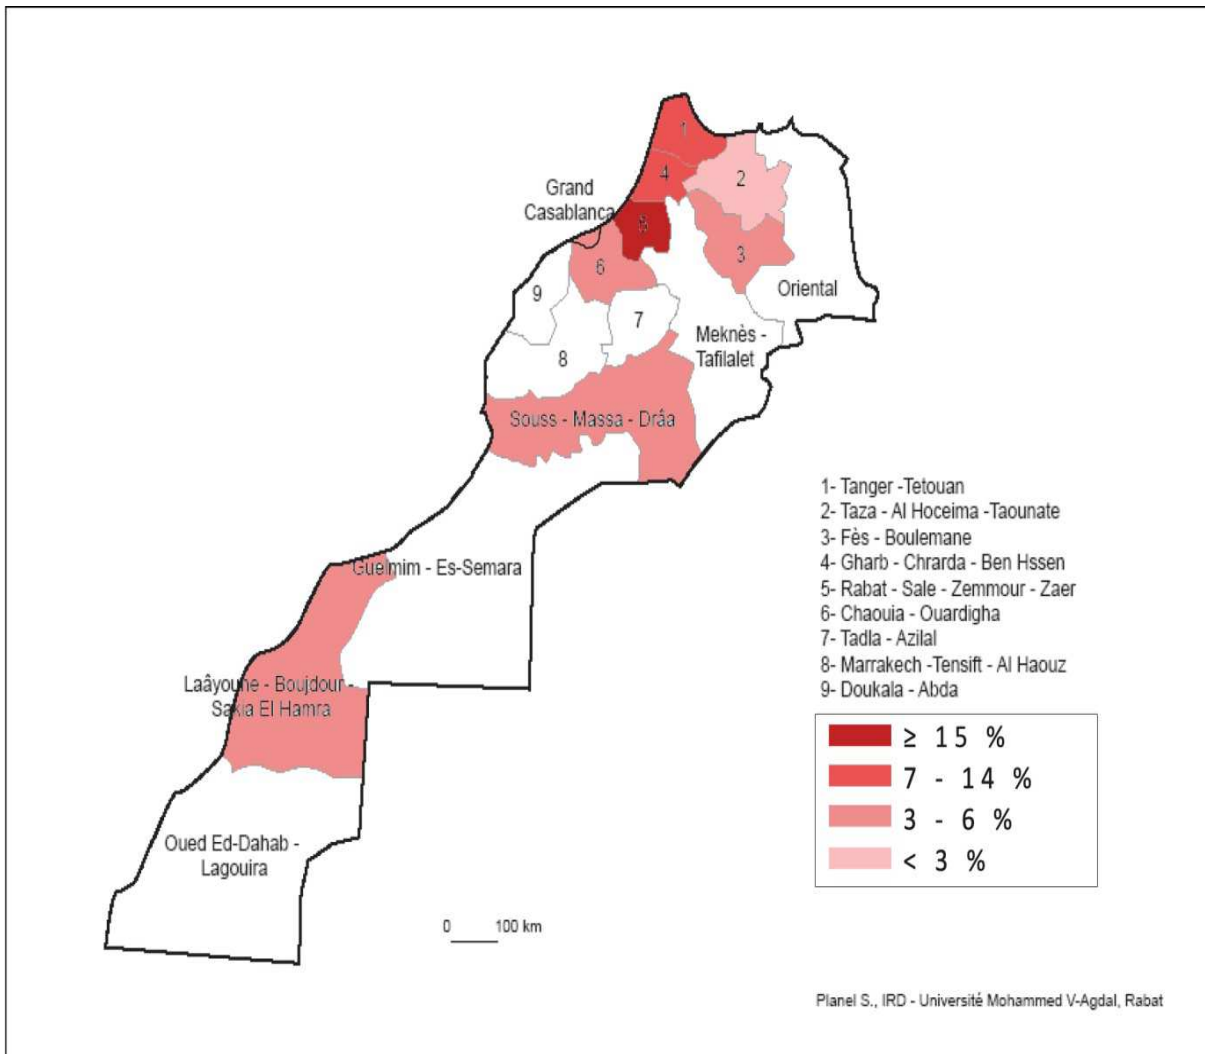 1
4
2
Grand
Casablanca
5
3
6
9
Oriental
7
Meknès -
Tafilalet
8
Souss - Massa - Drâa
1- Tanger -Tetouan
2- Taza - Al Hoceima -Taounate
3- Fès - Boulemane
4- Gharb - Chrarda - Ben Hssen
5- Rabat - Sale - Zemmour - Zaer
6- Chaouia - Ouardigha
7- Tadla - Azilal
8- Marrakech -Tensift - Al Haouz
9- Doukala - Abda
Guelmim - Es-Semara
Laâyoune - Boujdour -
Sakia El Hamra
≥ 15 %
7 - 14 %
3 - 6 %
< 3 %
Oued Ed-Dahab -
Lagouira
0 100 km
Planel S., IRD - Université Mohammed V-Agdal, Rabat